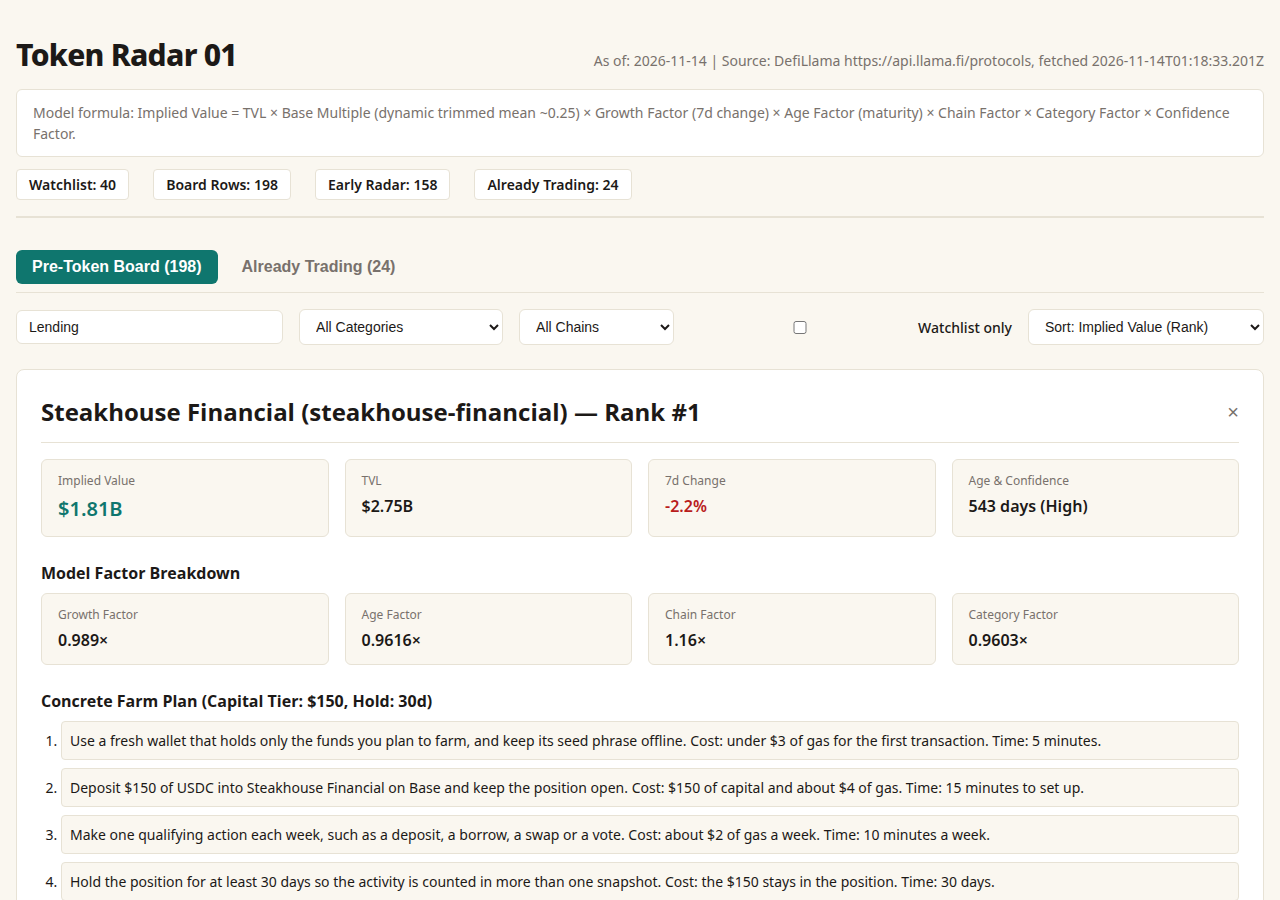 Token Radar 01
As of: 2026-11-14 | Source: DefiLlama https://api.llama.fi/protocols, fetched 2026-11-14T01:18:33.201Z
Model formula: Implied Value = TVL × Base Multiple (dynamic trimmed mean ~0.25) × Growth Factor (7d change) × Age Factor (maturity) × Chain Factor × Category Factor × Confidence
Factor.
Watchlist: 40
Board Rows: 198
Early Radar: 158
Already Trading: 24
Pre-Token Board (198)
Already Trading (24)
Lending
All Categories
All Chains
Watchlist only
Sort: Implied Value (Rank)
Steakhouse Financial (steakhouse-financial) — Rank #1
×
Implied Value
$1.81B
TVL
$2.75B
7d Change
-2.2%
Age & Confidence
543 days (High)
Model Factor Breakdown
Growth Factor
0.989×
Age Factor
0.9616×
Chain Factor
1.16×
Category Factor
0.9603×
Concrete Farm Plan (Capital Tier: $150, Hold: 30d)
1. Use a fresh wallet that holds only the funds you plan to farm, and keep its seed phrase offline. Cost: under $3 of gas for the first transaction. Time: 5 minutes.
2. Deposit $150 of USDC into Steakhouse Financial on Base and keep the position open. Cost: $150 of capital and about $4 of gas. Time: 15 minutes to set up.
3. Make one qualifying action each week, such as a deposit, a borrow, a swap or a vote. Cost: about $2 of gas a week. Time: 10 minutes a week.
4. Hold the position for at least 30 days so the activity is counted in more than one snapshot. Cost: the $150 stays in the position. Time: 30 days.